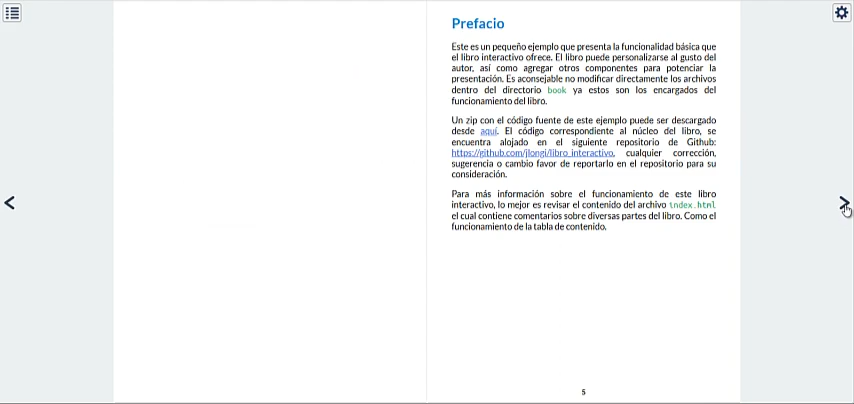 Prefacio
Este es un pequeño ejemplo que presenta la funcionalidad básica que
el libro interactivo ofrece. El libro puede personalizarse al gusto del
autor, así como agregar otros componentes para potenciar la
presentación. Es aconsejable no modificar directamente los archivos
dentro del directorio book ya estos son los encargados del
funcionamiento del libro.
Un zip con el código fuente de este ejemplo puede ser descargado
desde aquí. El código correspondiente al núcleo del libro, se
encuentra alojado en el siguiente repositorio de Github:
https://github.com/jlongi/libro_interactivo, cualquier corrección,
sugerencia o cambio favor de reportarlo en el repositorio para su
consideración.
Para más información sobre el funcionamiento de este libro
interactivo, lo mejor es revisar el contenido del archivo index.html
el cual contiene comentarios sobre diversas partes del libro. Como el
funcionamiento de la tabla de contenido.
5